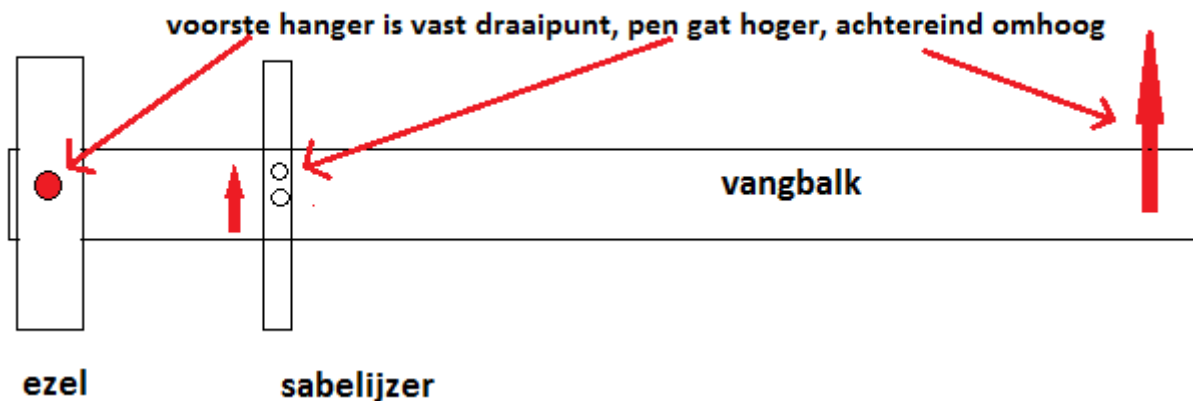 voorste hanger is vast draaipunt, pen gat hoger, achtereind omhoog
vangbalk
ezel
sabelijzer